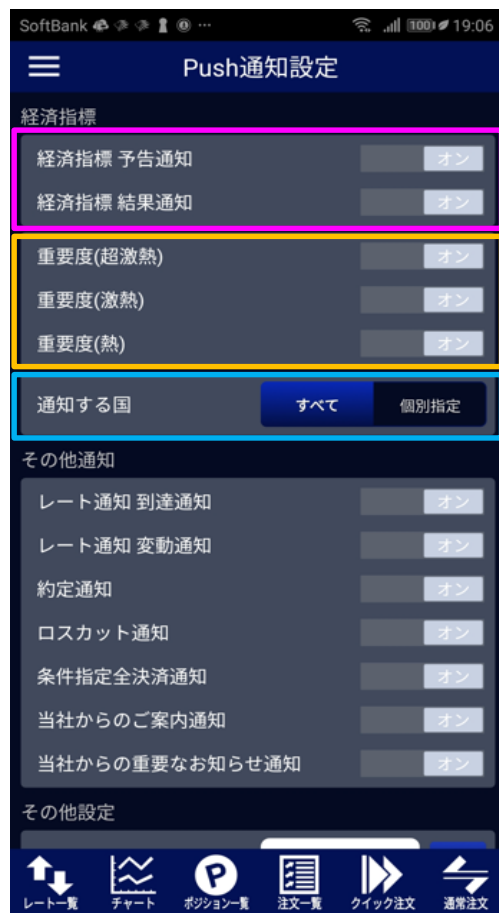 SoftBank 100 19:06
Push通知設定
経済指標
経済指標 予告通知 オン
経済指標 結果通知 オン
重要度(超激熱) オン
重要度(激熱) オン
重要度(熱) オン
通知する国 すべて 個別指定
その他通知
レート通知 到達通知 オン
レート通知 変動通知 オン
約定通知 オン
ロスカット通知 オン
条件指定全決済通知 オン
当社からのご案内通知 オン
当社からの重要なお知らせ通知 オン
その他設定
レート一覧 チャート ポジション一覧 注文一覧 クイック注文 通常注文